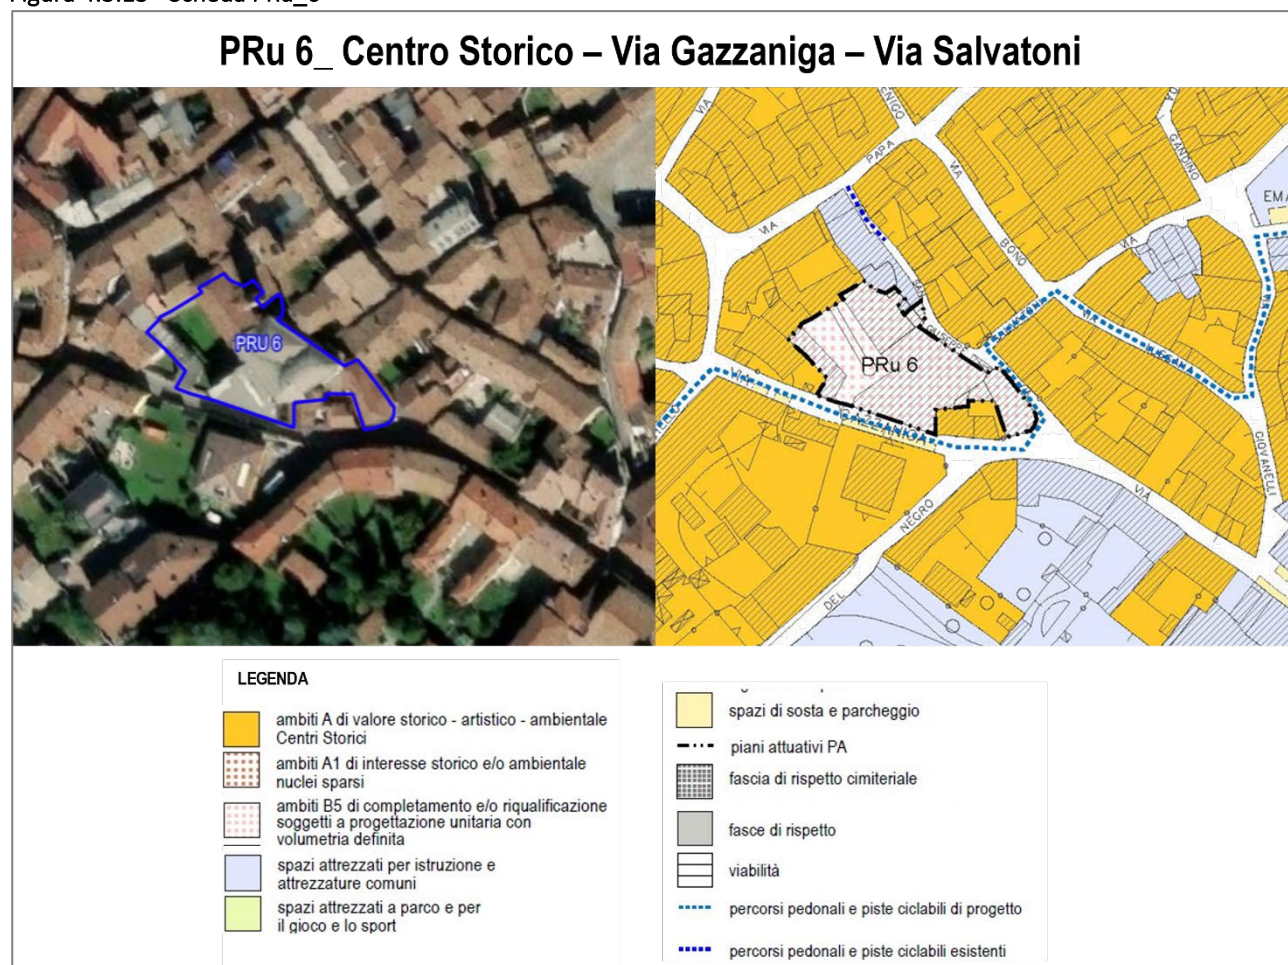 PRu 6_ Centro Storico – Via Gazzaniga – Via Salvatoni
PRU 6
VIA
PAPA
VIA
VIA
BONO
GANDINO
VIA
EMA
PRu 6
VIA
VIA
NEGRO
DEL
VIA
GIOVANELLI
LEGENDA
ambiti A di valore storico - artistico - ambientale
Centri Storici
ambiti A1 di interesse storico e/o ambientale
nuclei sparsi
ambiti B5 di completamento e/o riqualificazione
soggetti a progettazione unitaria con
volumetria definita
spazi attrezzati per istruzione e
attrezzature comuni
spazi attrezzati a parco e per
il gioco e lo sport
spazi di sosta e parcheggio
piani attuativi PA
fascia di rispetto cimiteriale
fasce di rispetto
viabilità
percorsi pedonali e piste ciclabili di progetto
percorsi pedonali e piste ciclabili esistenti